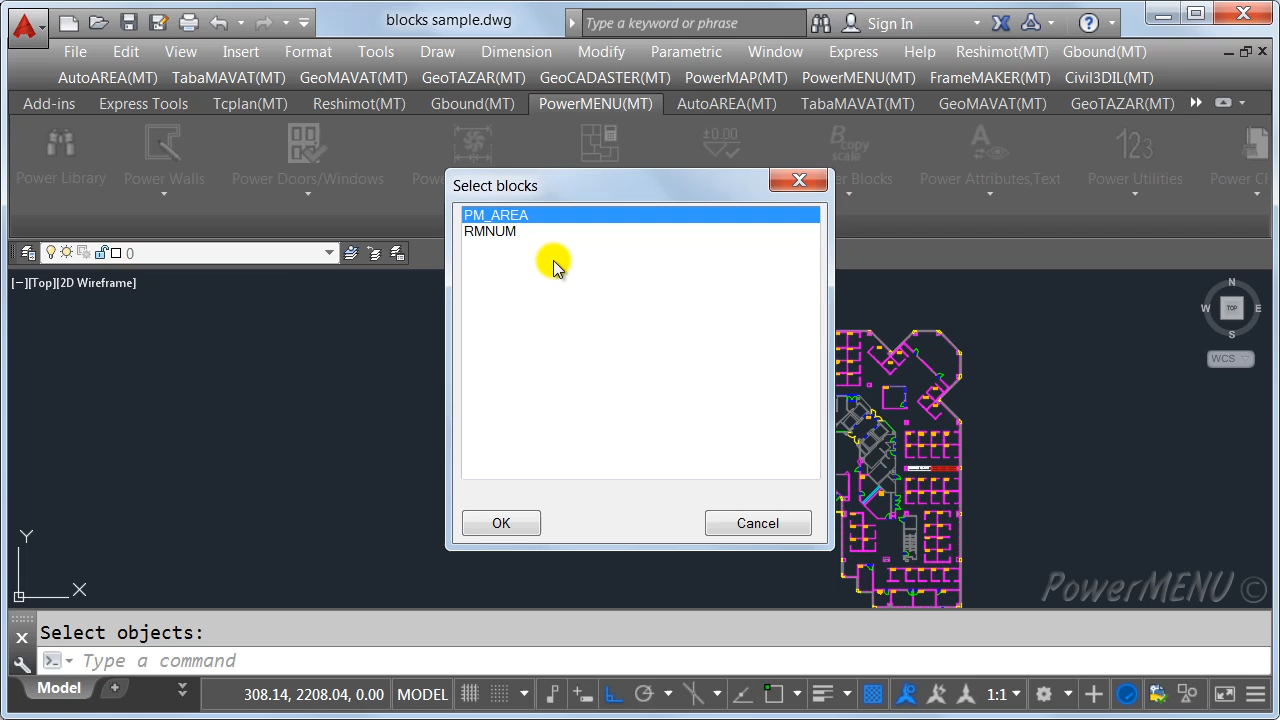 blocks sample.dwg
Type a keyword or phrase
Sign In
File Edit View Insert Format Tools Draw Dimension Modify Parametric Window Express Help Reshimot(MT) Gbound(MT)
AutoAREA(MT) TabaMAVAT(MT) GeoMAVAT(MT) GeoTAZAR(MT) GeoCADASTER(MT) PowerMAP(MT) PowerMENU(MT) FrameMAKER(MT) Civil3DIL(MT)
Add-ins Express Tools Tcplan(MT) Reshimot(MT) Gbound(MT) PowerMENU(MT) AutoAREA(MT) TabaMAVAT(MT) GeoMAVAT(MT) GeoTAZAR(MT)
±0.00 B copy scale A 123
Power Library Power Walls Power Doors/Windows Blocks Power Attributes,Text Power Utilities
0
Select blocks
PM_AREA
RMNUM
OK Cancel
[−][Top][2D Wireframe]
N
W TOP E
S
WCS
Y
X
PowerMENU ©
Select objects:
Type a command
Model
308.14, 2208.04, 0.00 MODEL 1:1